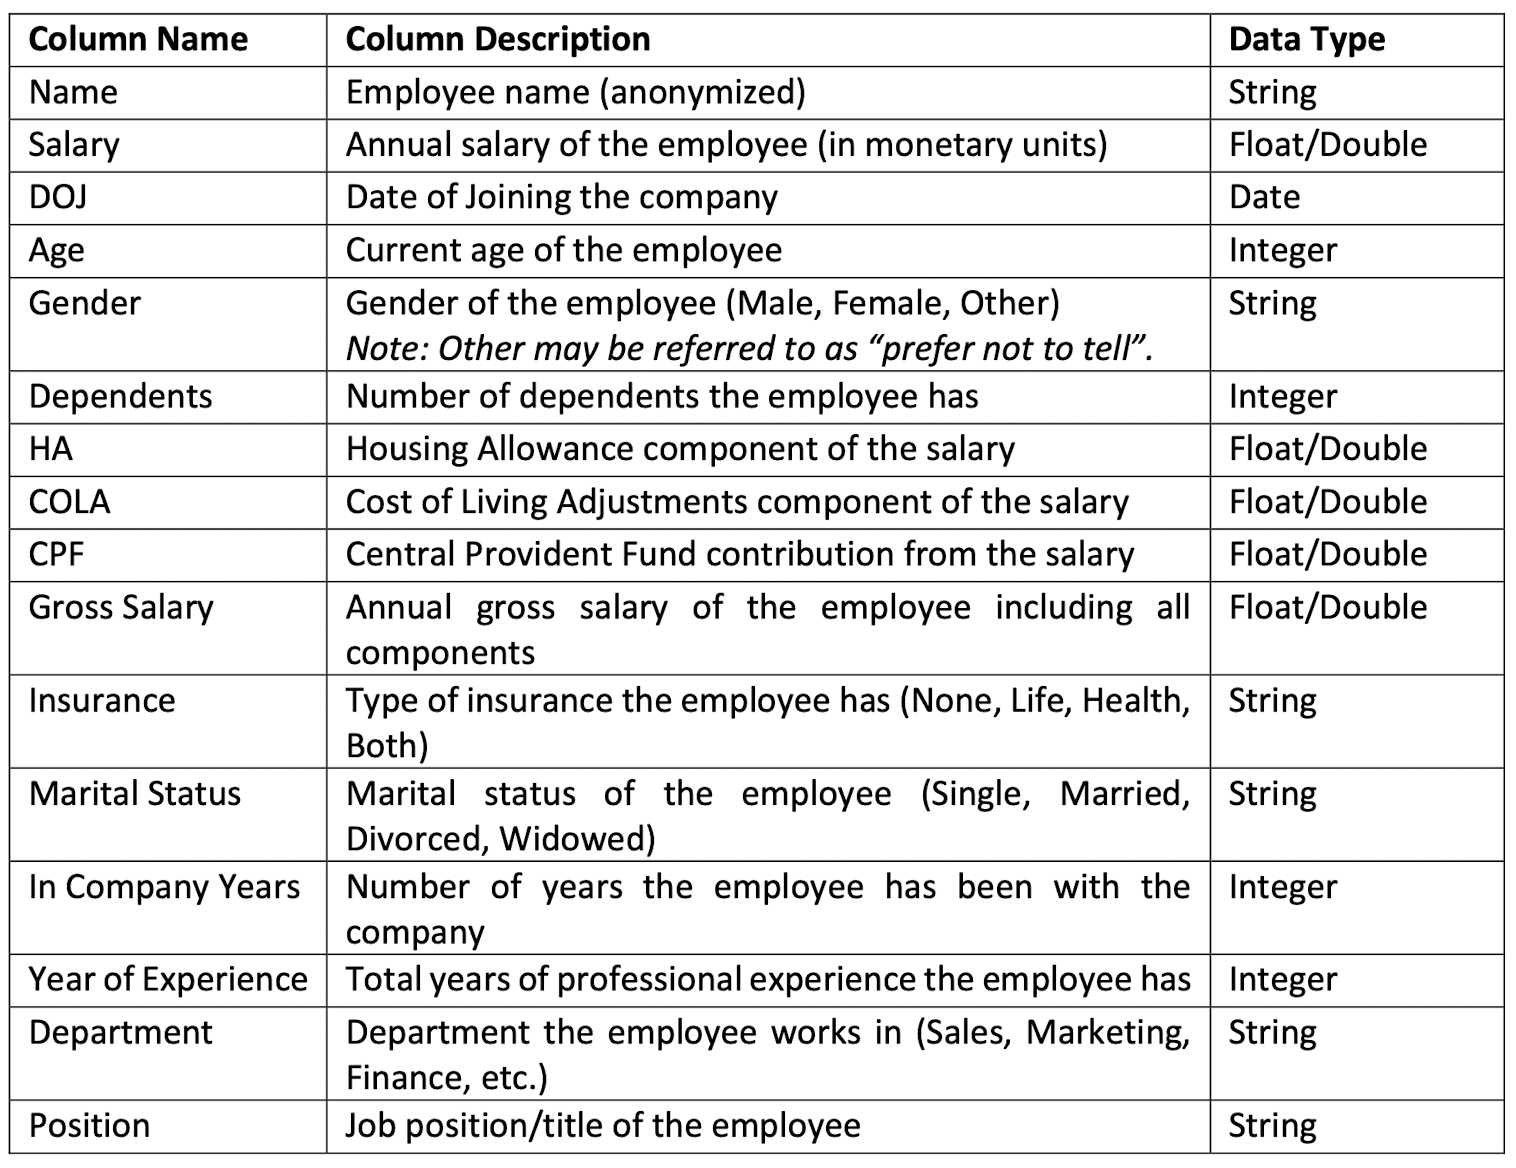 Column Name Column Description Data Type
Name Employee name (anonymized) String
Salary Annual salary of the employee (in monetary units) Float/Double
DOJ Date of Joining the company Date
Age Current age of the employee Integer
Gender Gender of the employee (Male, Female, Other) String
Note: Other may be referred to as “prefer not to tell”.
Dependents Number of dependents the employee has Integer
HA Housing Allowance component of the salary Float/Double
COLA Cost of Living Adjustments component of the salary Float/Double
CPF Central Provident Fund contribution from the salary Float/Double
Gross Salary Annual gross salary of the employee including all Float/Double
components
Insurance Type of insurance the employee has (None, Life, Health, String
Both)
Marital Status Marital status of the employee (Single, Married, String
Divorced, Widowed)
In Company Years Number of years the employee has been with the Integer
company
Year of Experience Total years of professional experience the employee has Integer
Department Department the employee works in (Sales, Marketing, String
Finance, etc.)
Position Job position/title of the employee String